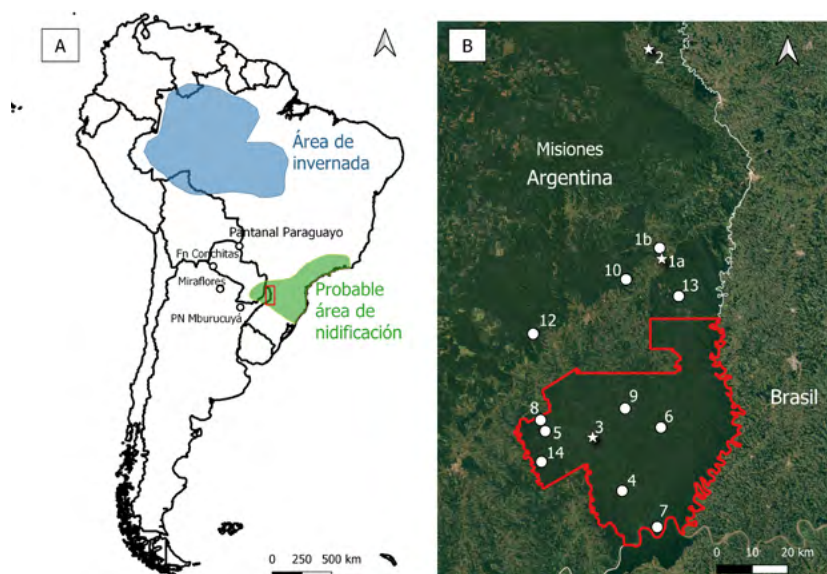 A
Área de
invernada
Pantanal Paraguayo
Fn Conchitas
Miraflores
PN Mburucuyá
Probable
área de
nidificación
0 250 500 km
B
2
Misiones
Argentina
1b
1a
10
13
12
Brasil
9
8
5
3
6
14
4
7
0 10 20 km